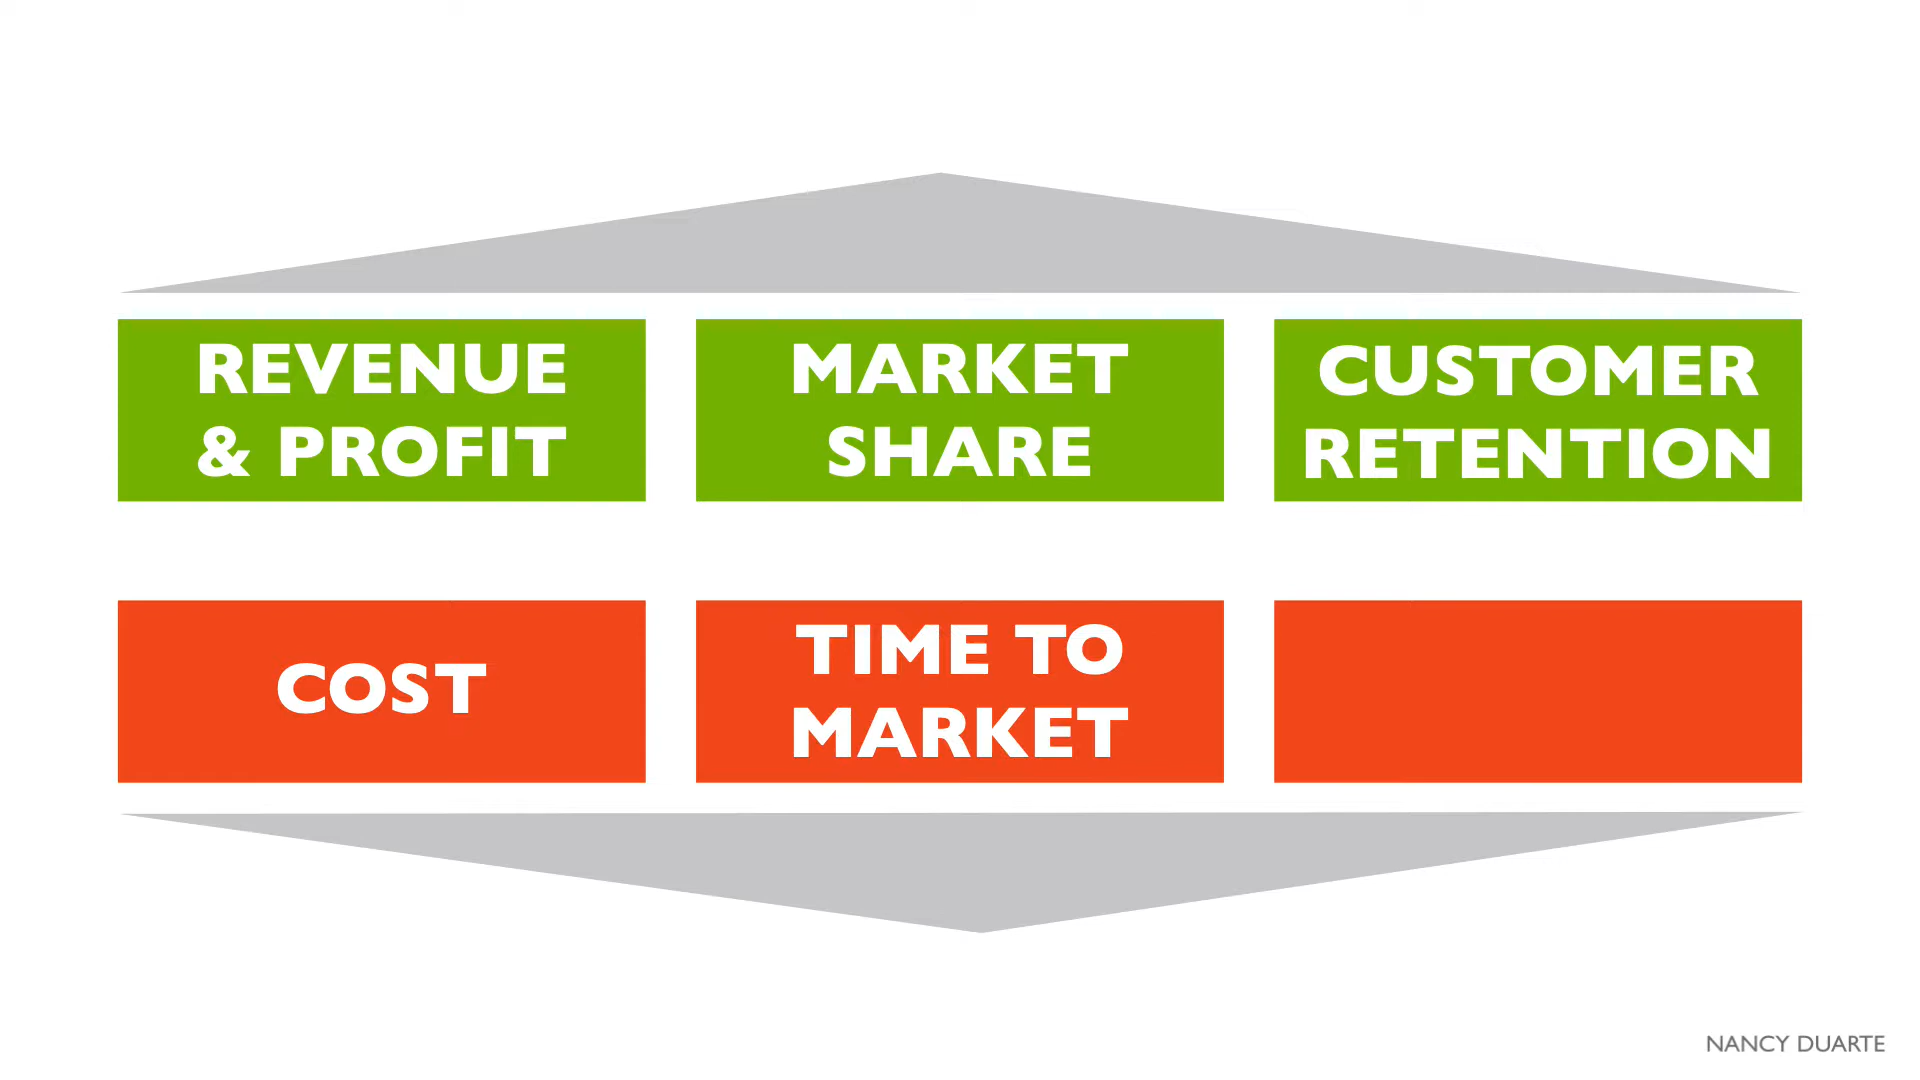 REVENUE
& PROFIT
MARKET
SHARE
CUSTOMER
RETENTION
COST
TIME TO
MARKET
NANCY DUARTE